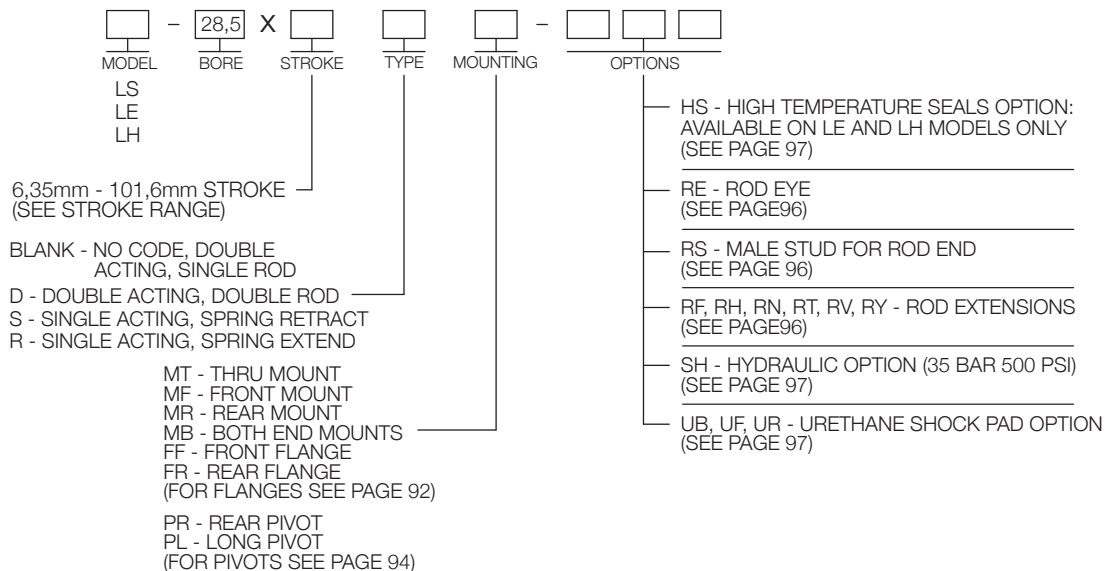 – 28,5 X –
MODEL BORE STROKE TYPE MOUNTING OPTIONS
LS
LE
LH
6,35mm - 101,6mm STROKE
(SEE STROKE RANGE)
BLANK - NO CODE, DOUBLE
ACTING, SINGLE ROD
D - DOUBLE ACTING, DOUBLE ROD
S - SINGLE ACTING, SPRING RETRACT
R - SINGLE ACTING, SPRING EXTEND
MT - THRU MOUNT
MF - FRONT MOUNT
MR - REAR MOUNT
MB - BOTH END MOUNTS
FF - FRONT FLANGE
FR - REAR FLANGE
(FOR FLANGES SEE PAGE 92)
PR - REAR PIVOT
PL - LONG PIVOT
(FOR PIVOTS SEE PAGE 94)
HS - HIGH TEMPERATURE SEALS OPTION:
AVAILABLE ON LE AND LH MODELS ONLY
(SEE PAGE 97)
RE - ROD EYE
(SEE PAGE96)
RS - MALE STUD FOR ROD END
(SEE PAGE 96)
RF, RH, RN, RT, RV, RY - ROD EXTENSIONS
(SEE PAGE96)
SH - HYDRAULIC OPTION (35 BAR 500 PSI)
(SEE PAGE 97)
UB, UF, UR - URETHANE SHOCK PAD OPTION
(SEE PAGE 97)